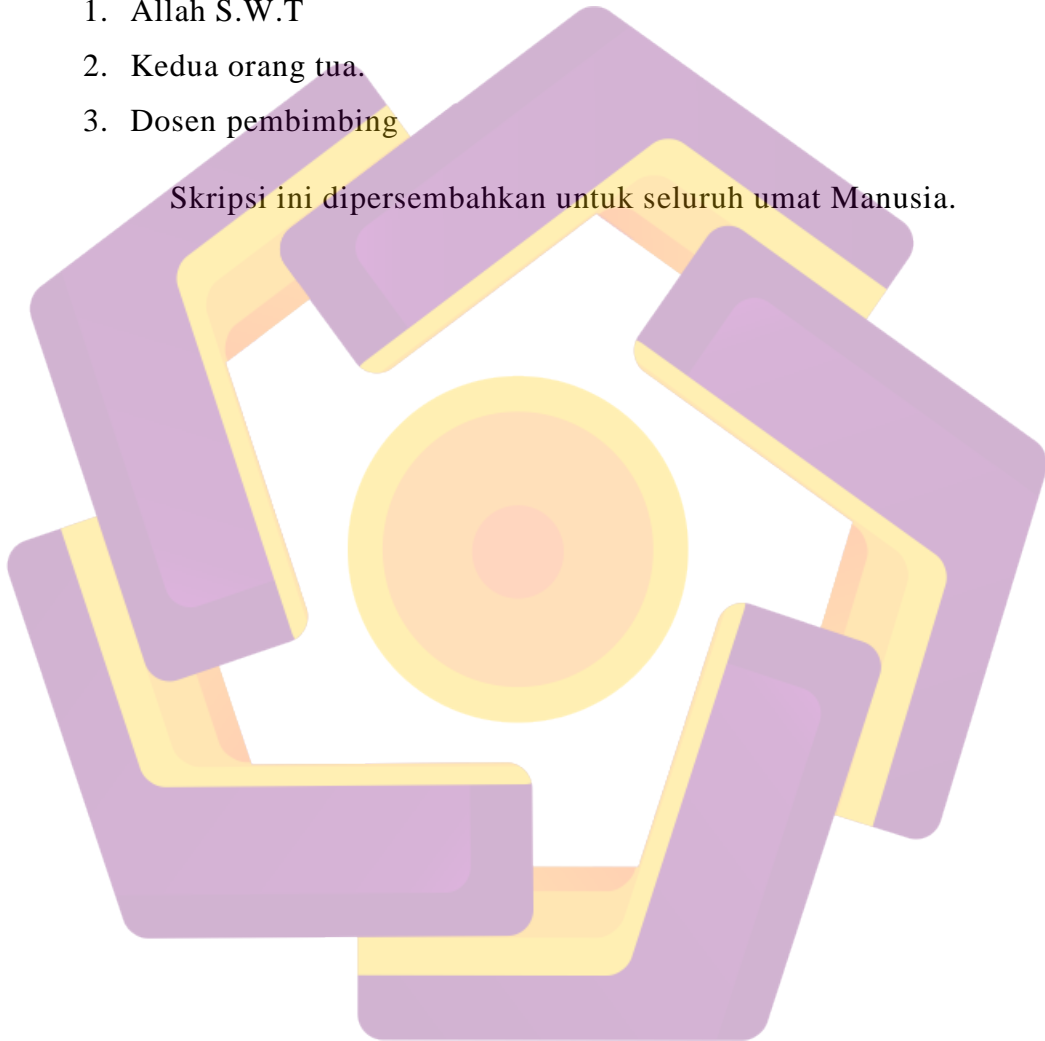 1. Allah S.W.T
2. Kedua orang tua.
3. Dosen pembimbing
Skripsi ini dipersembahkan untuk seluruh umat Manusia.